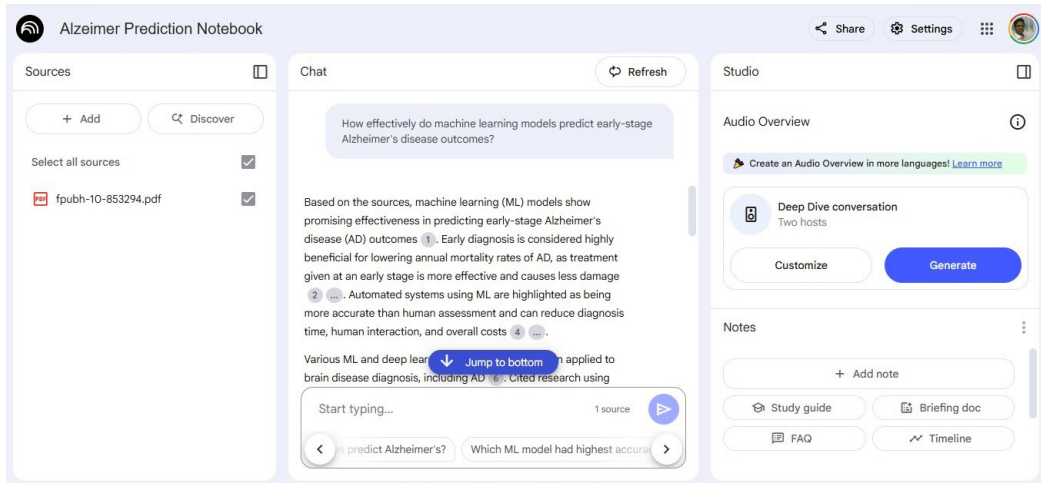 Alzeimer Prediction Notebook
Share
Settings
Sources
+ Add
Discover
Select all sources
PDF
fpubh-10-853294.pdf
Chat
Refresh
How effectively do machine learning models predict early-stage
Alzheimer's disease outcomes?
Based on the sources, machine learning (ML) models show
promising effectiveness in predicting early-stage Alzheimer's
disease (AD) outcomes 1 . Early diagnosis is considered highly
beneficial for lowering annual mortality rates of AD, as treatment
given at an early stage is more effective and causes less damage
2 ... . Automated systems using ML are highlighted as being
more accurate than human assessment and can reduce diagnosis
time, human interaction, and overall costs 4 ... .
Various ML and deep lear
n applied to
Jump to bottom
brain disease diagnosis, including AD 6 . Cited research using
Start typing...
1 source
predict Alzheimer's?
Which ML model had highest
Studio
Audio Overview
Create an Audio Overview in more languages! Learn more
Deep Dive conversation
Two hosts
Customize
Generate
Notes
+ Add note
Study guide
Briefing doc
FAQ
Timeline